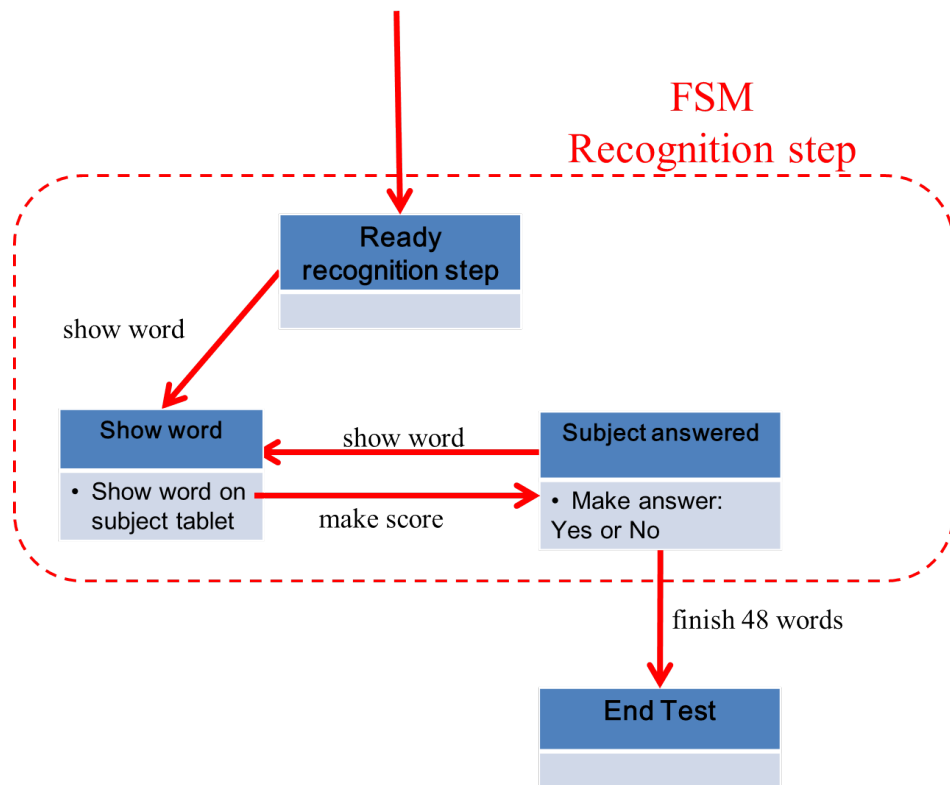 FSM
Recognition step
Ready
recognition step
show word
Show word
• Show word on
subject tablet
show word
make score
Subject answered
• Make answer:
Yes or No
finish 48 words
End Test